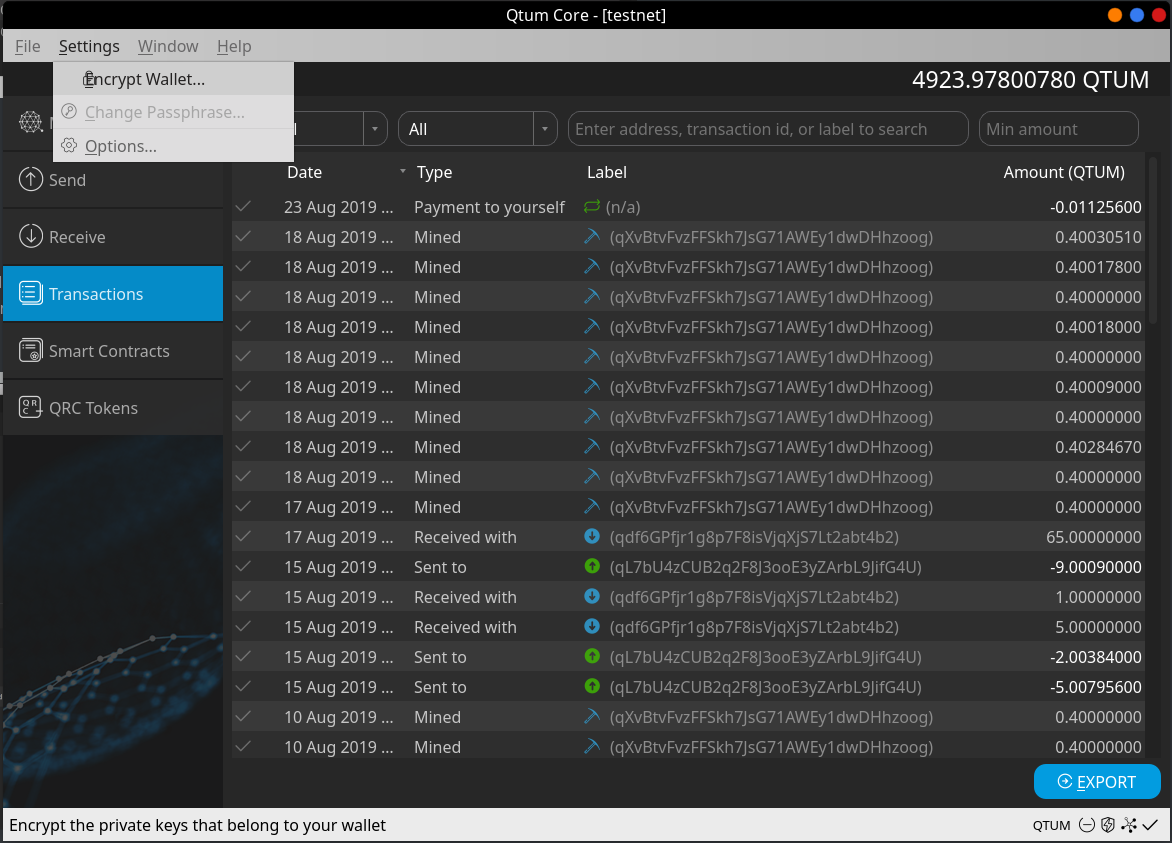 Qtum Core - [testnet]
File Settings Window Help
Encrypt Wallet...
Change Passphrase...
Options...
4923.97800780 QTUM
All Enter address, transaction id, or label to search Min amount
Send
Receive
Transactions
Smart Contracts
QRC Tokens
Date Type Label Amount (QTUM)
23 Aug 2019 ... Payment to yourself (n/a) -0.01125600
18 Aug 2019 ... Mined (qXvBtvFvzFFSkh7JsG71AWEy1dwDHhzoog) 0.40030510
18 Aug 2019 ... Mined (qXvBtvFvzFFSkh7JsG71AWEy1dwDHhzoog) 0.40017800
18 Aug 2019 ... Mined (qXvBtvFvzFFSkh7JsG71AWEy1dwDHhzoog) 0.40000000
18 Aug 2019 ... Mined (qXvBtvFvzFFSkh7JsG71AWEy1dwDHhzoog) 0.40018000
18 Aug 2019 ... Mined (qXvBtvFvzFFSkh7JsG71AWEy1dwDHhzoog) 0.40000000
18 Aug 2019 ... Mined (qXvBtvFvzFFSkh7JsG71AWEy1dwDHhzoog) 0.40009000
18 Aug 2019 ... Mined (qXvBtvFvzFFSkh7JsG71AWEy1dwDHhzoog) 0.40000000
18 Aug 2019 ... Mined (qXvBtvFvzFFSkh7JsG71AWEy1dwDHhzoog) 0.40284670
18 Aug 2019 ... Mined (qXvBtvFvzFFSkh7JsG71AWEy1dwDHhzoog) 0.40000000
17 Aug 2019 ... Mined (qXvBtvFvzFFSkh7JsG71AWEy1dwDHhzoog) 0.40000000
17 Aug 2019 ... Received with (qdf6GPfjr1g8p7F8isVjqXjS7Lt2abt4b2) 65.00000000
15 Aug 2019 ... Sent to (qL7bU4zCUB2q2F8J3ooE3yZArbL9JifG4U) -9.00090000
15 Aug 2019 ... Received with (qdf6GPfjr1g8p7F8isVjqXjS7Lt2abt4b2) 1.00000000
15 Aug 2019 ... Received with (qdf6GPfjr1g8p7F8isVjqXjS7Lt2abt4b2) 5.00000000
15 Aug 2019 ... Sent to (qL7bU4zCUB2q2F8J3ooE3yZArbL9JifG4U) -2.00384000
15 Aug 2019 ... Sent to (qL7bU4zCUB2q2F8J3ooE3yZArbL9JifG4U) -5.00795600
10 Aug 2019 ... Mined (qXvBtvFvzFFSkh7JsG71AWEy1dwDHhzoog) 0.40000000
10 Aug 2019 ... Mined (qXvBtvFvzFFSkh7JsG71AWEy1dwDHhzoog) 0.40000000
EXPORT
Encrypt the private keys that belong to your wallet QTUM